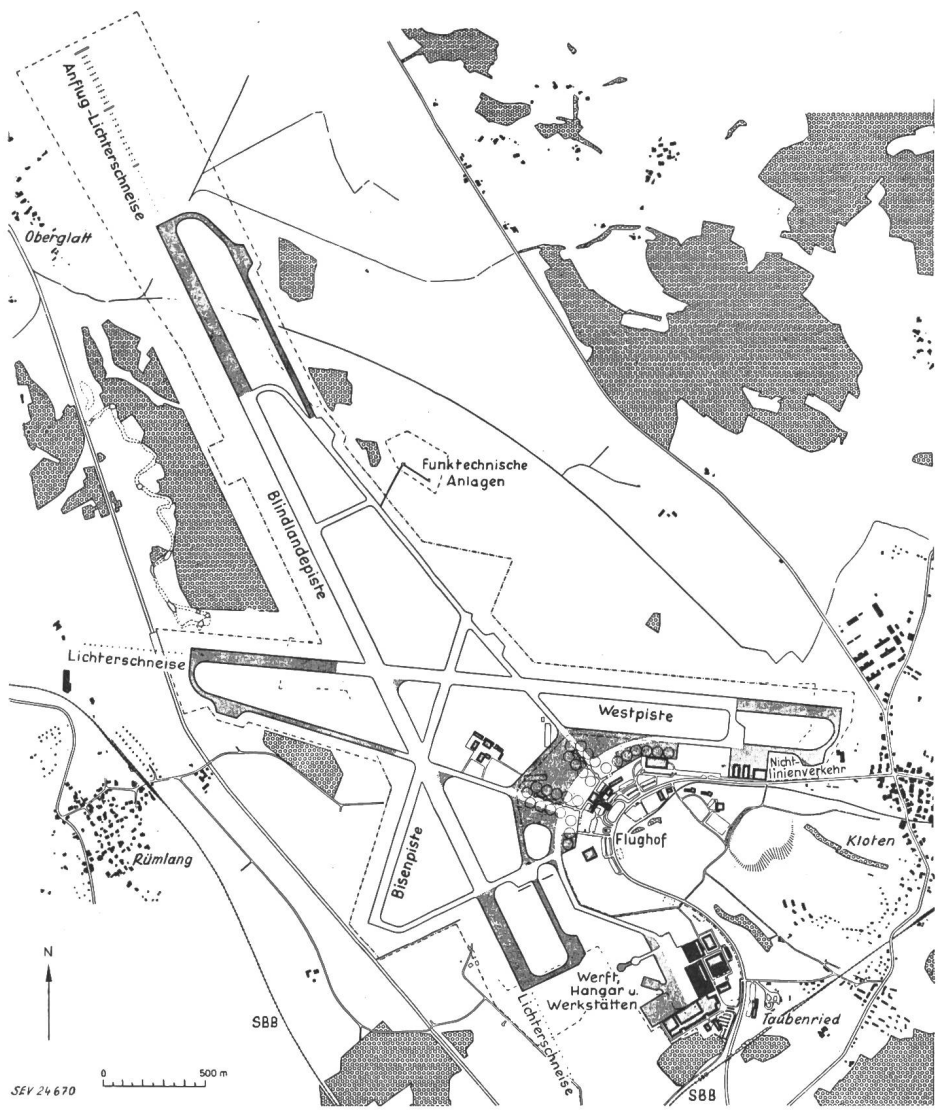 Anflug-Lichterschneise
Oberglatt
Funktechnische
Anlagen
Blindlandepiste
Lichterschneise
Westpiste
Nicht-
linienverkehr
Bisenpiste
Flughof
Kloten
Rümlang
N
Werft,
Hangar u.
Werkstätten
Lichterschneise
Taubenried
SBB
SBB
0 500 m
SEV 24670